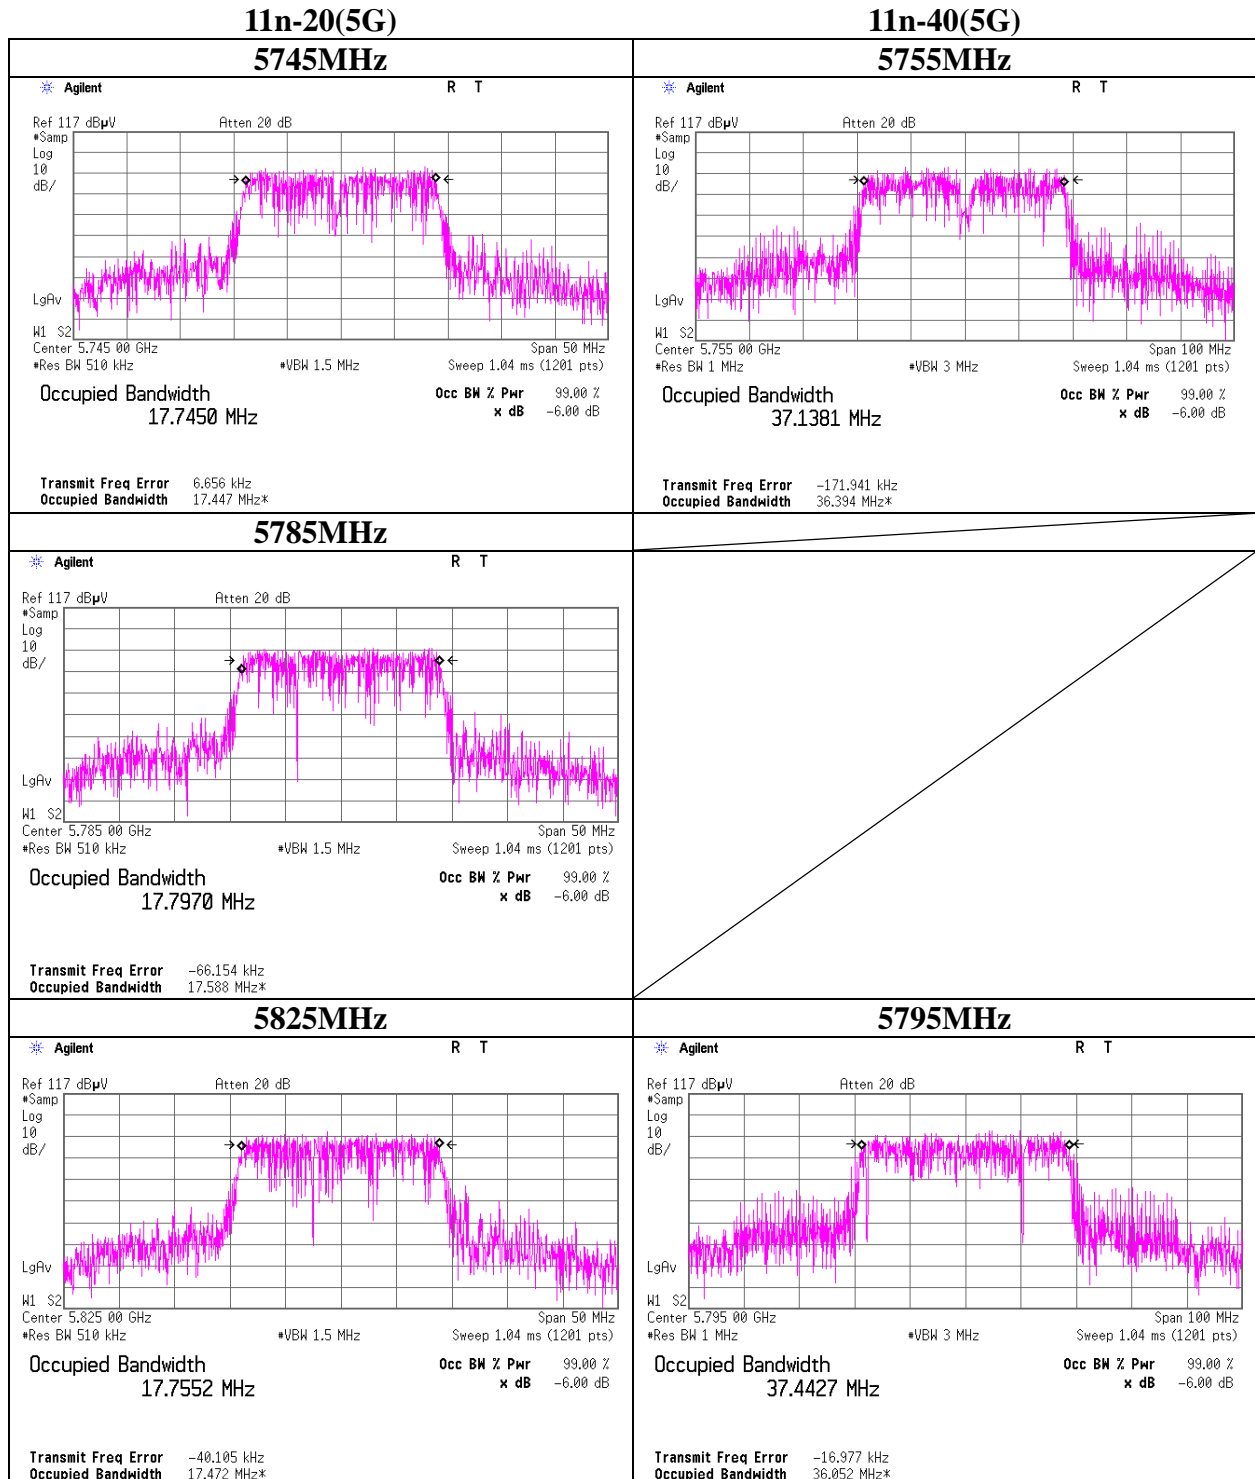 11n-20(5G) 11n-40(5G)
5745MHz 5755MHz
Agilent R T
Ref 117 dBµV Atten 20 dB
#Samp
Log
10
dB/
LgAv
W1 S2
Center 5.745 00 GHz Span 50 MHz
#Res BW 510 kHz #VBW 1.5 MHz Sweep 1.04 ms (1201 pts)
Occupied Bandwidth Occ BW % Pwr 99.00 %
17.7450 MHz x dB -6.00 dB
Transmit Freq Error 6.656 kHz
Occupied Bandwidth 17.447 MHz*
Agilent R T
Ref 117 dBµV Atten 20 dB
#Samp
Log
10
dB/
LgAv
W1 S2
Center 5.755 00 GHz Span 100 MHz
#Res BW 1 MHz #VBW 3 MHz Sweep 1.04 ms (1201 pts)
Occupied Bandwidth Occ BW % Pwr 99.00 %
37.1381 MHz x dB -6.00 dB
Transmit Freq Error -171.941 kHz
Occupied Bandwidth 36.394 MHz*
5785MHz
Agilent R T
Ref 117 dBµV Atten 20 dB
#Samp
Log
10
dB/
LgAv
W1 S2
Center 5.785 00 GHz Span 50 MHz
#Res BW 510 kHz #VBW 1.5 MHz Sweep 1.04 ms (1201 pts)
Occupied Bandwidth Occ BW % Pwr 99.00 %
17.7970 MHz x dB -6.00 dB
Transmit Freq Error -66.154 kHz
Occupied Bandwidth 17.588 MHz*
5825MHz 5795MHz
Agilent R T
Ref 117 dBµV Atten 20 dB
#Samp
Log
10
dB/
LgAv
W1 S2
Center 5.825 00 GHz Span 50 MHz
#Res BW 510 kHz #VBW 1.5 MHz Sweep 1.04 ms (1201 pts)
Occupied Bandwidth Occ BW % Pwr 99.00 %
17.7552 MHz x dB -6.00 dB
Transmit Freq Error -40.105 kHz
Occupied Bandwidth 17.472 MHz*
Agilent R T
Ref 117 dBµV Atten 20 dB
#Samp
Log
10
dB/
LgAv
W1 S2
Center 5.795 00 GHz Span 100 MHz
#Res BW 1 MHz #VBW 3 MHz Sweep 1.04 ms (1201 pts)
Occupied Bandwidth Occ BW % Pwr 99.00 %
37.4427 MHz x dB -6.00 dB
Transmit Freq Error -16.977 kHz
Occupied Bandwidth 36.052 MHz*